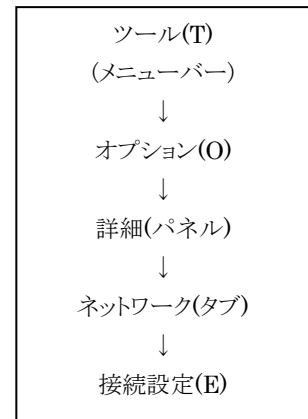 ツール(T)
(メニューバー)
↓
オプション(O)
↓
詳細(パネル)
↓
ネットワーク(タブ)
↓
接続設定(E)